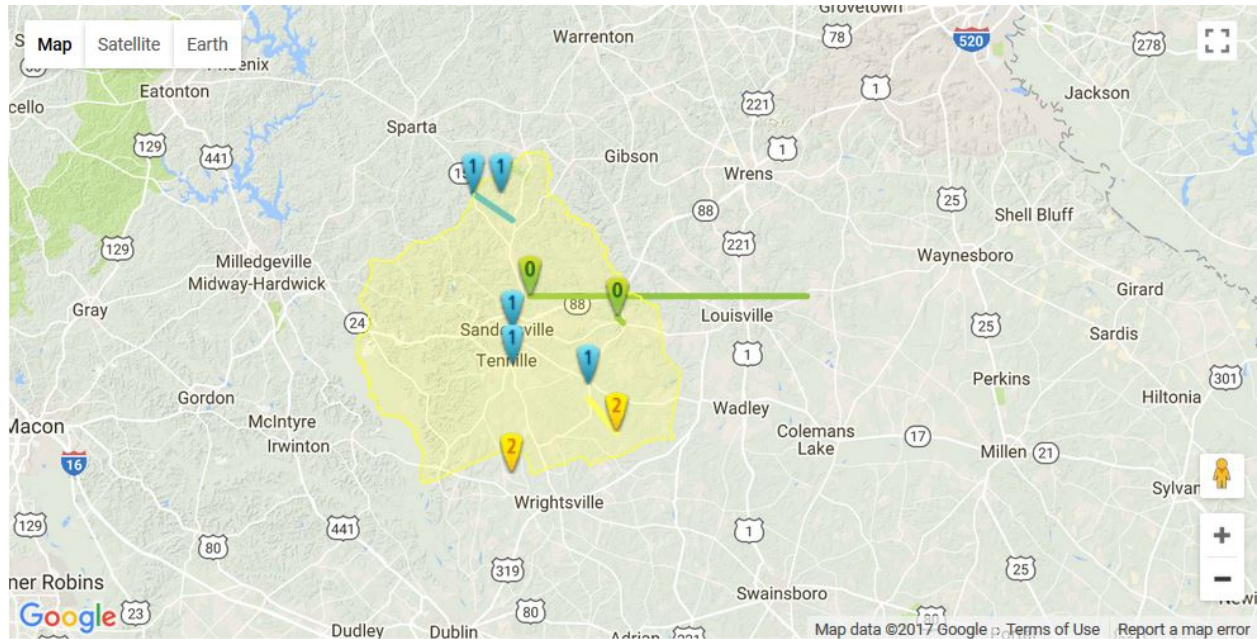 Map Satellite Earth
Grovetown
Warrenton
78
520
278
Eatonton
221
1
Jackson
cello
129
441
Sparta
1
Gibson
Wrens
15
1
1
88
25
Shell Bluff
129
221
Waynesboro
Milledgeville
Midway-Hardwick
0
0
88
Girard
Gray
1
24
Sandersville
Louisville
25
Sardis
1
Tennille
1
1
Perkins
301
Gordon
2
Wadley
Hiltonia
McIntyre
Irwinton
Macon
2
Colemans
Lake
17
Millen
21
16
Wrightsville
Sylvan
129
441
80
1
319
25
ner Robins
80
Swainsboro
Google
23
Dudley
Dublin
Adrian
221
80
Map data ©2017 Google
Terms of Use
Report a map error